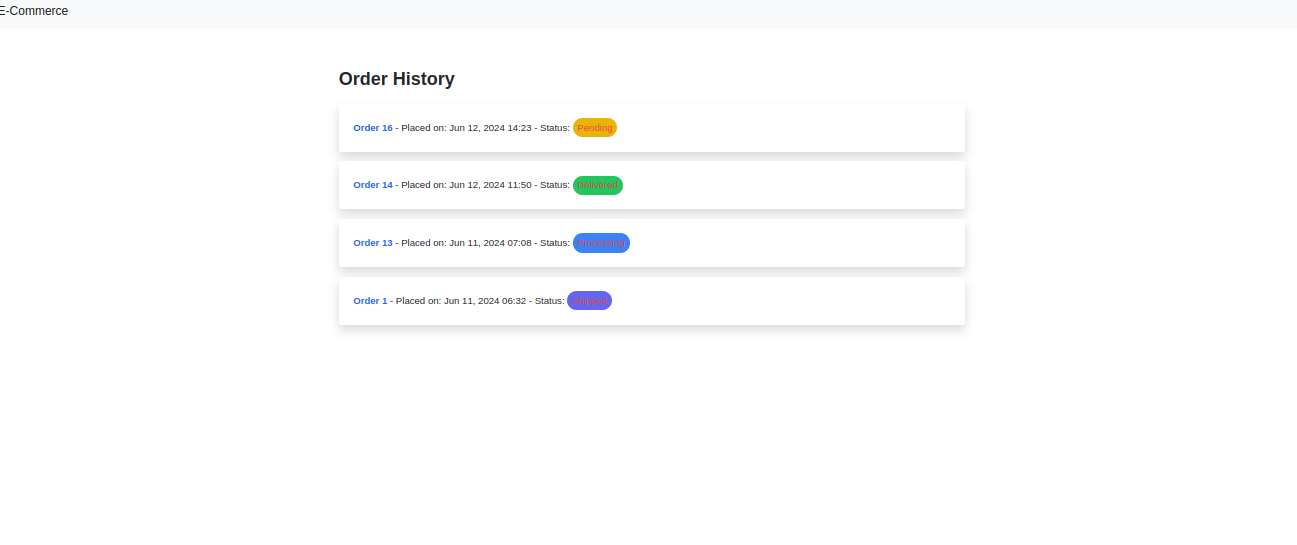 E-Commerce
Order History
Order 16 - Placed on: Jun 12, 2024 14:23 - Status: Pending
Order 14 - Placed on: Jun 12, 2024 11:50 - Status: Delivered
Order 13 - Placed on: Jun 11, 2024 07:08 - Status: Processing
Order 1 - Placed on: Jun 11, 2024 06:32 - Status: Shipped